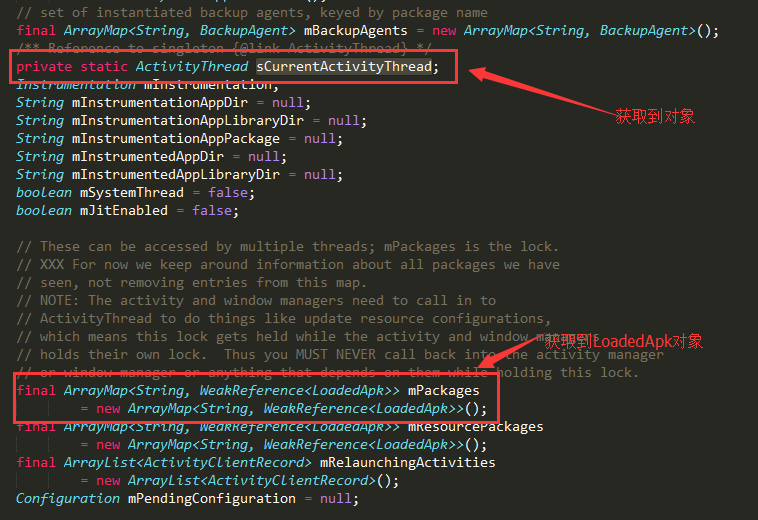 // set of instantiated backup agents, keyed by package name
final ArrayMap<String, BackupAgent> mBackupAgents = new ArrayMap<String, BackupAgent>();
/** Reference to singleton {@link ActivityThread} */
private static ActivityThread sCurrentActivityThread;
Instrumentation mInstrumentation;
String mInstrumentationAppDir = null;
获取到对象
String mInstrumentationAppLibraryDir = null;
String mInstrumentationAppPackage = null;
String mInstrumentedAppDir = null;
String mInstrumentedAppLibraryDir = null;
boolean mSystemThread = false;
boolean mJitEnabled = false;
// These can be accessed by multiple threads; mPackages is the lock.
// XXX For now we keep around information about all packages we have
// seen, not removing entries from this map.
// NOTE: The activity and window managers need to call in to
// ActivityThread to do things like update resource configurations,
// which means this lock gets held while the activity and window
获取到LoadedApk对象
// holds their own lock.  Thus you MUST NEVER call back into the activity manager
// or window manager or anything that depends on them while holding this lock.
final ArrayMap<String, WeakReference<LoadedApk>> mPackages
= new ArrayMap<String, WeakReference<LoadedApk>>();
final ArrayMap<String, WeakReference<LoadedApk>> mResourcePackages
= new ArrayMap<String, WeakReference<LoadedApk>>();
final ArrayList<ActivityClientRecord> mRelaunchingActivities
= new ArrayList<ActivityClientRecord>();
Configuration mPendingConfiguration = null;